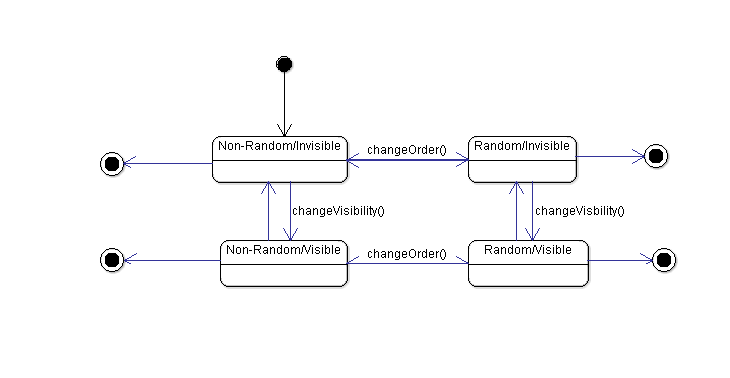 Non-Random/Invisible
changeOrder()
Random/Invisible
changeVisibility()
changeVisbility()
Non-Random/Visible
changeOrder()
Random/Visible